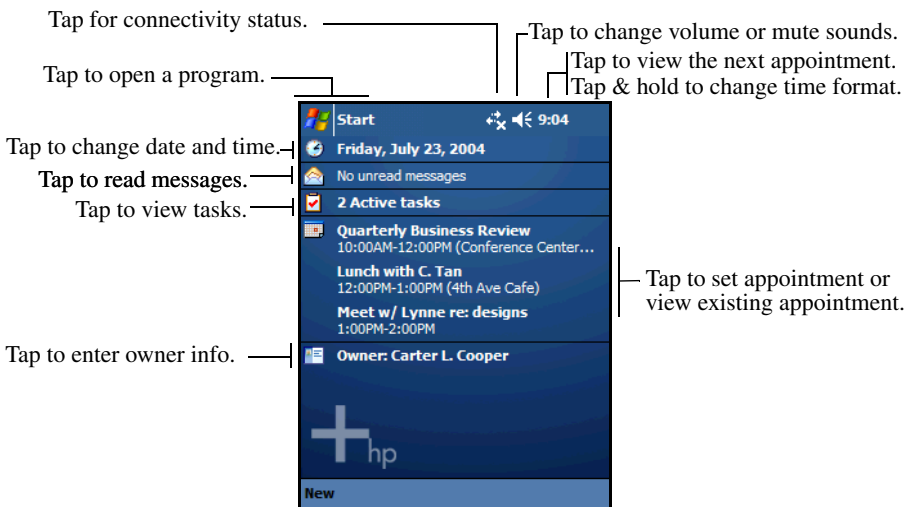 Tap for connectivity status.
Tap to change volume or mute sounds.
Tap to view the next appointment.
Tap & hold to change time format.
Tap to open a program.
Start
9:04
Tap to change date and time.
Friday, July 23, 2004
Tap to read messages.
No unread messages
Tap to view tasks.
2 Active tasks
Quarterly Business Review
10:00AM-12:00PM (Conference Center...
Lunch with C. Tan
12:00PM-1:00PM (4th Ave Cafe)
Meet w/ Lynne re: designs
1:00PM-2:00PM
Tap to set appointment or
view existing appointment.
Tap to enter owner info.
Owner: Carter L. Cooper
hp
New